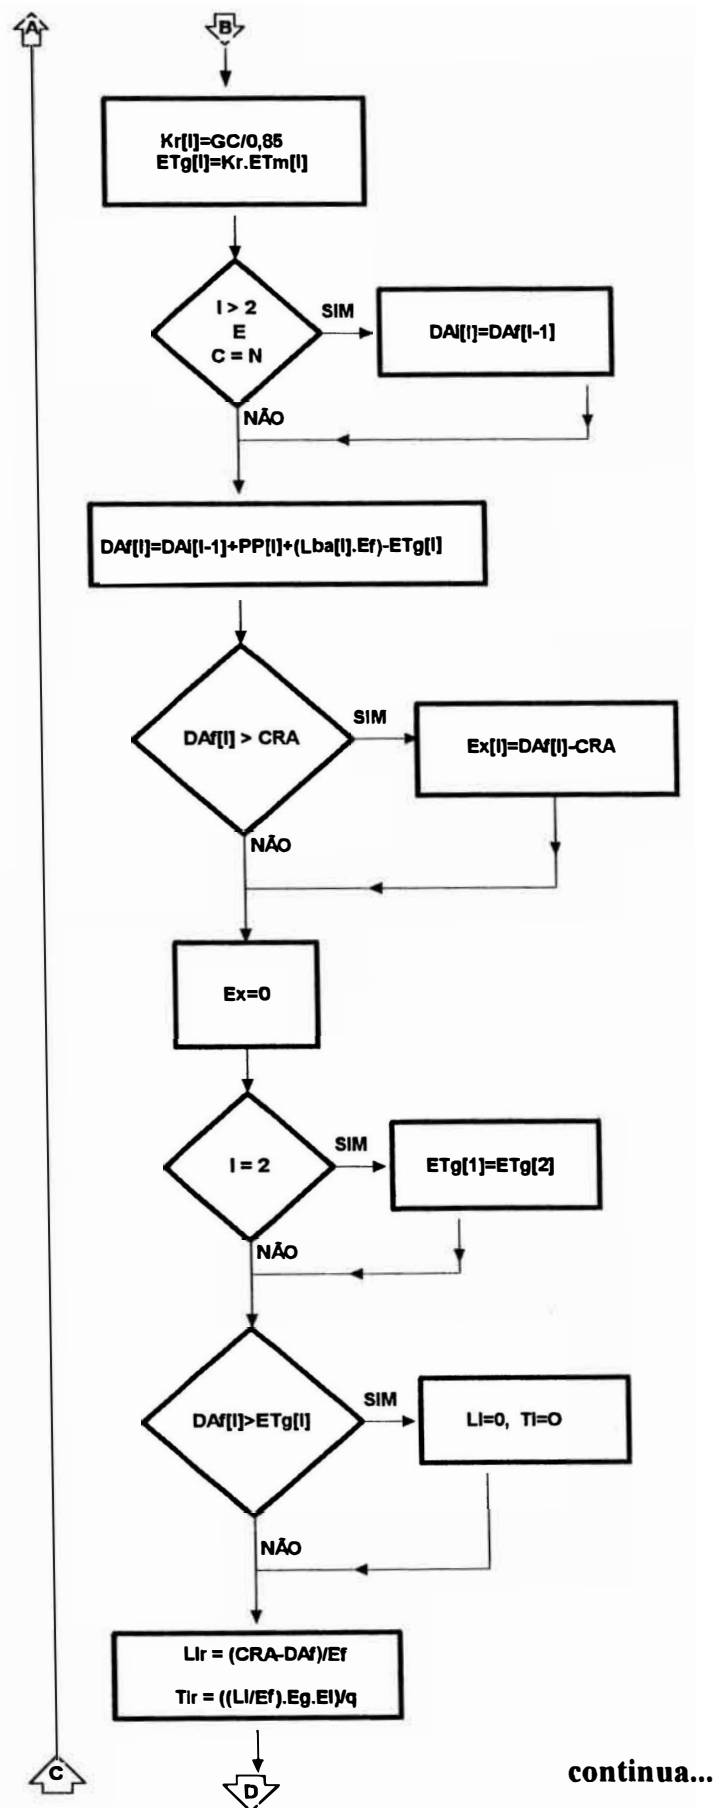 A
B
Kr[I]=GC/0,85
ETg[I]=Kr.ETm[I]
I > 2
E
C = N
SIM
DAi[I]=DAf[I-1]
NÃO
DAf[I]=DAi[I-1]+PP[I]+(Lba[I].Ef)-ETg[I]
DAf[I] > CRA
SIM
Ex[I]=DAf[I]-CRA
NÃO
Ex=0
I = 2
SIM
ETg[1]=ETg[2]
NÃO
DAf[I]>ETg[I]
SIM
LI=0, TI=O
NÃO
LIr = (CRA-DAf)/Ef
TIr = ((LI/Ef).Eg.El)/q
C
D
continua...